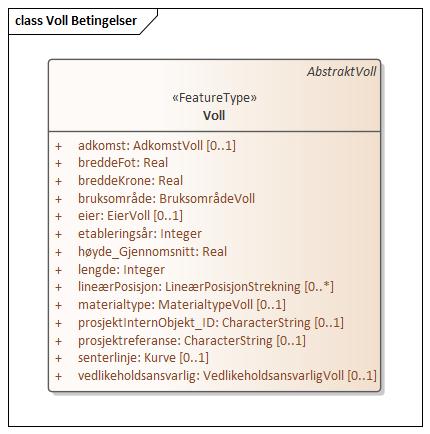 class Voll Betingelser
AbstraktVoll
«FeatureType»
Voll
+ adkomst: AdkomstVoll [0..1]
+ breddeFot: Real
+ breddeKrone: Real
+ bruksområde: BruksområdeVoll
+ eier: EierVoll [0..1]
+ etableringsår: Integer
+ høyde_Gjennomsnitt: Real
+ lengde: Integer
+ lineærPosisjon: LineærPosisjonStrekning [0..*]
+ materialtype: MaterialtypeVoll [0..1]
+ prosjektInternObjekt_ID: CharacterString [0..1]
+ prosjektreferanse: CharacterString [0..1]
+ senterlinje: Kurve [0..1]
+ vedlikeholdsansvarlig: VedlikeholdsansvarligVoll [0..1]